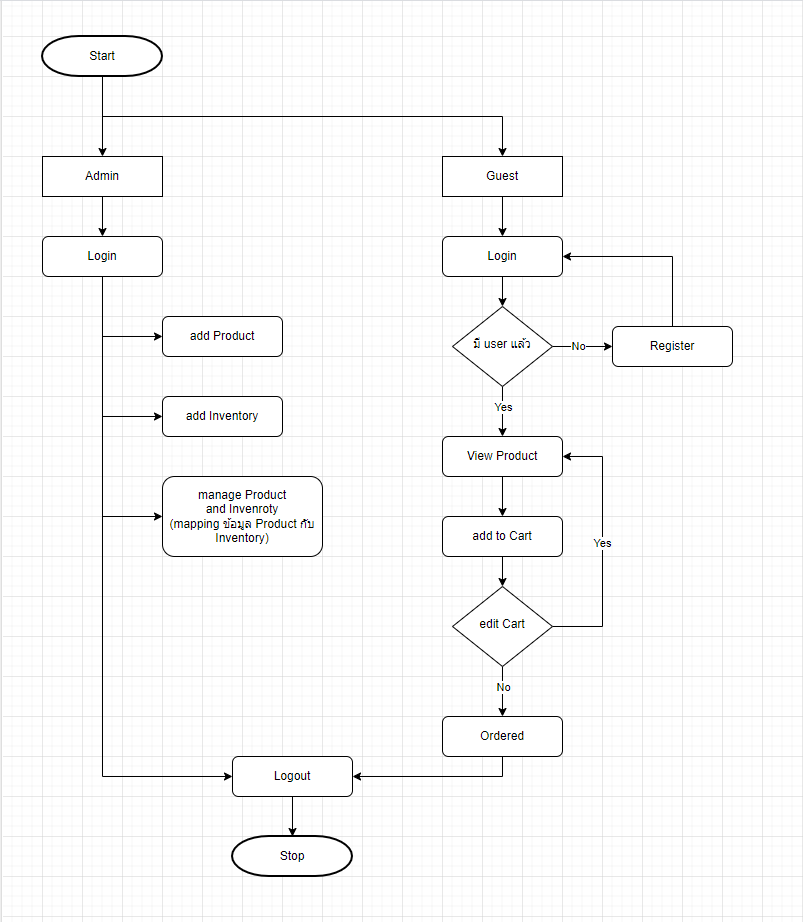 Start
Admin
Guest
Login
Login
add Product
มี user แล้ว
No
Register
add Inventory
Yes
View Product
manage Product
and Invenroty
(mapping ข้อมูล Product กับ
Inventory)
add to Cart
Yes
edit Cart
No
Ordered
Logout
Stop